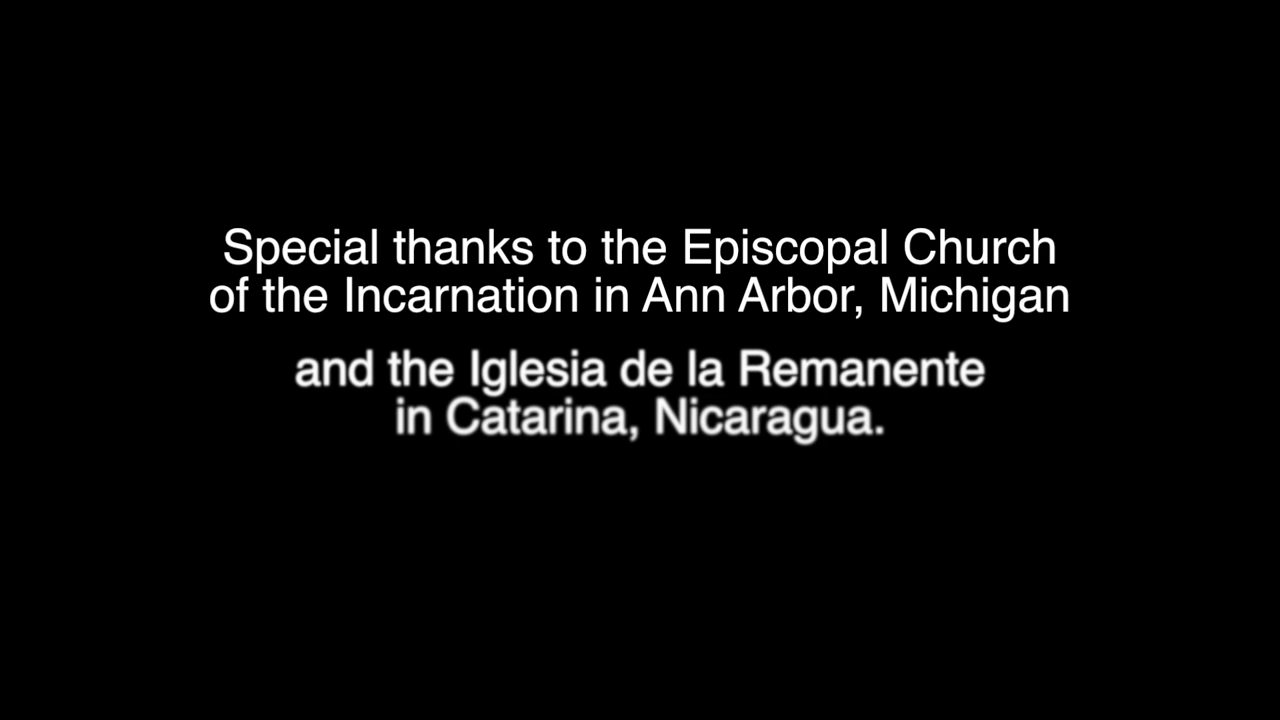 Special thanks to the Episcopal Church
of the Incarnation in Ann Arbor, Michigan
and the Iglesia de la Remanente
in Catarina, Nicaragua.